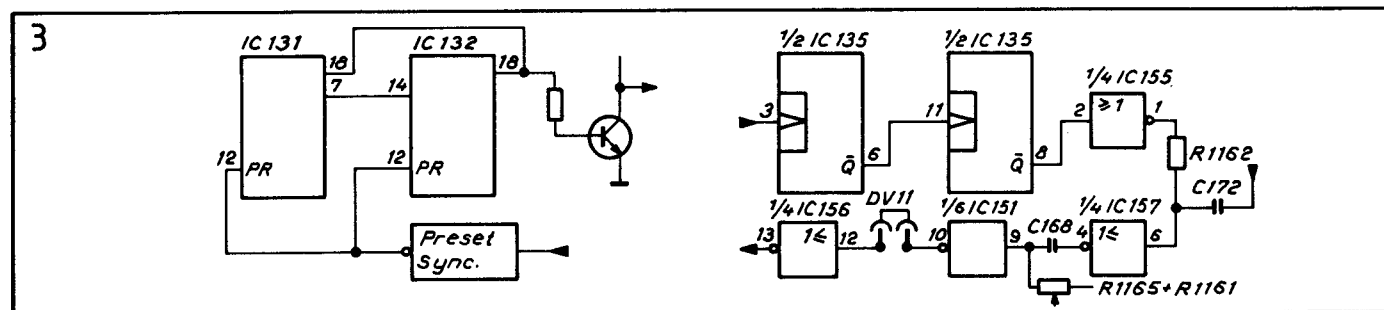 3
IC 131
IC 132
18
7
14
18
12
PR
12
PR
Preset
Sync.
1/2 IC 135
1/2 IC 135
1/4 IC 155
3
6
Q̄
11
8
Q̄
2
≥ 1
1
R1162
C172
1/4 IC 156
DV11
1/6 IC 151
C168
1/4 IC 157
13
1≤
12
10
9
4
1≤
6
R1165 + R1161